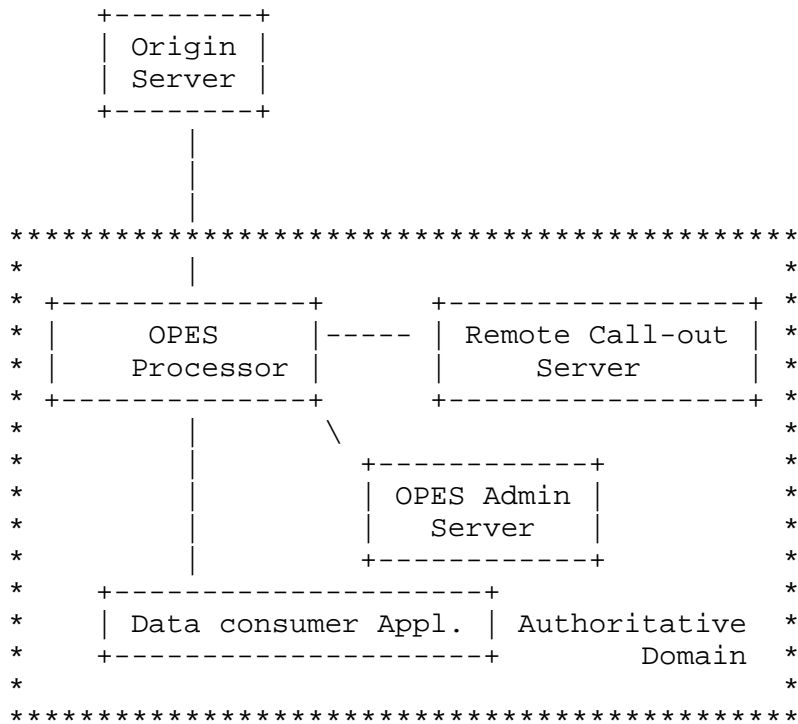 Origin
Server
OPES
Processor
Remote Call-out
Server
OPES Admin
Server
Data consumer Appl.
Authoritative
Domain